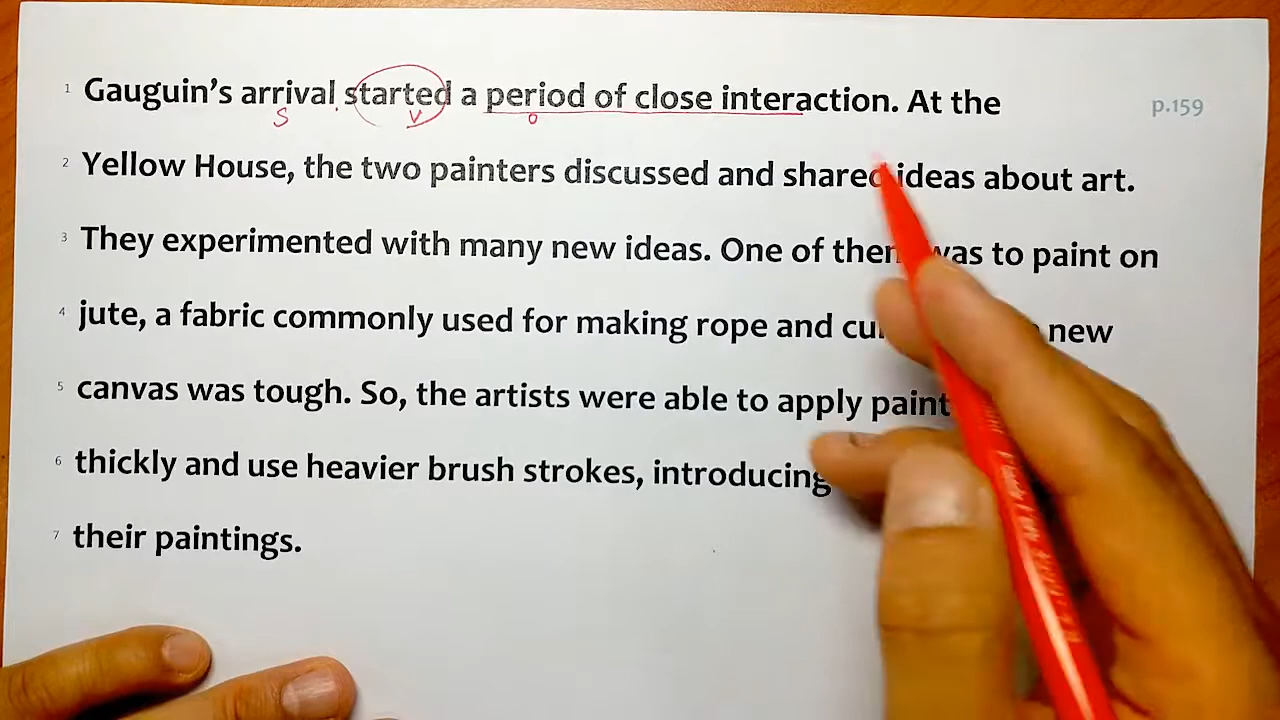 1 Gauguin's arrival started a period of close interaction. At the p.159
S V O
2 Yellow House, the two painters discussed and shared ideas about art.
3 They experimented with many new ideas. One of them was to paint on
4 jute, a fabric commonly used for making rope and new
5 canvas was tough. So, the artists were able to apply paint
6 thickly and use heavier brush strokes, introducing
7 their paintings.